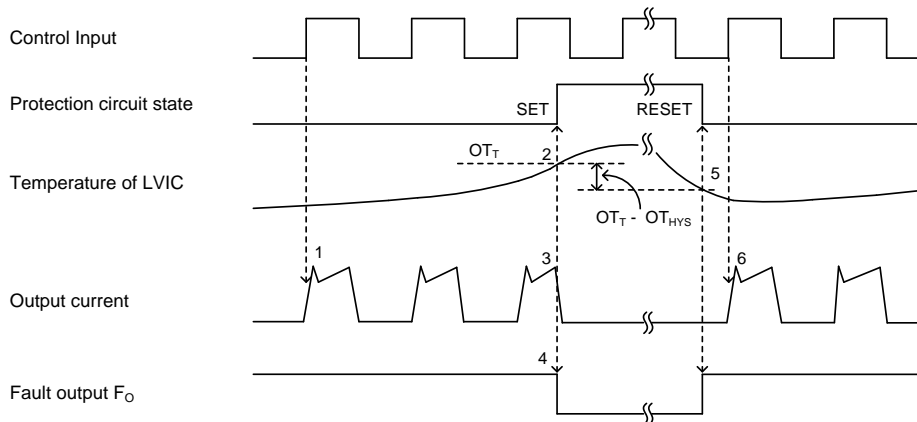 Control Input
Protection circuit state
SET
RESET
OT_T
2
5
Temperature of LVIC
OT_T - OT_HYS
1
3
6
Output current
4
Fault output F_O